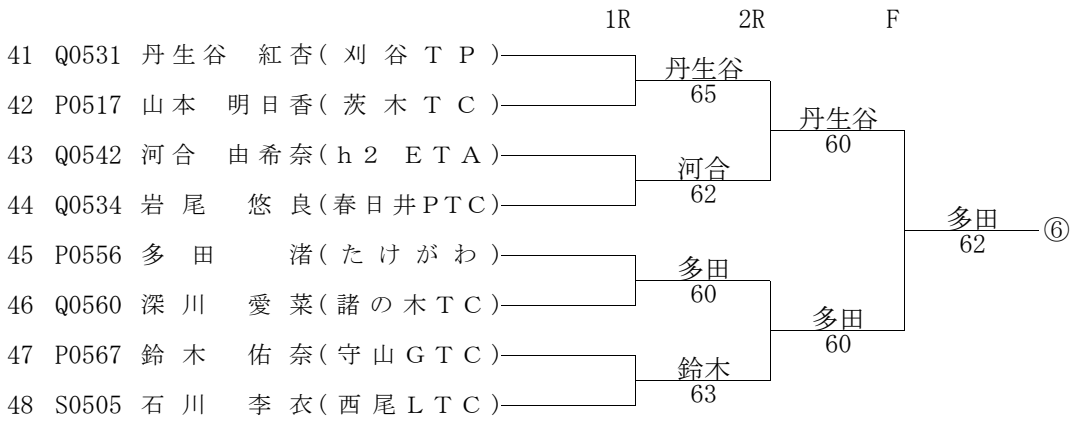 1R 2R F
41 Q0531 丹生谷 紅杏(刈谷TP)
丹生谷
65
42 P0517 山本 明日香(茨木TC)
丹生谷
60
43 Q0542 河合 由希奈(h2 ETA)
河合
62
44 Q0534 岩尾 悠良(春日井PTC)
多田
62
⑥
45 P0556 多田 渚(たけがわ)
多田
60
46 Q0560 深川 愛菜(諸の木TC)
多田
60
47 P0567 鈴木 佑奈(守山GTC)
鈴木
63
48 S0505 石川 李衣(西尾LTC)